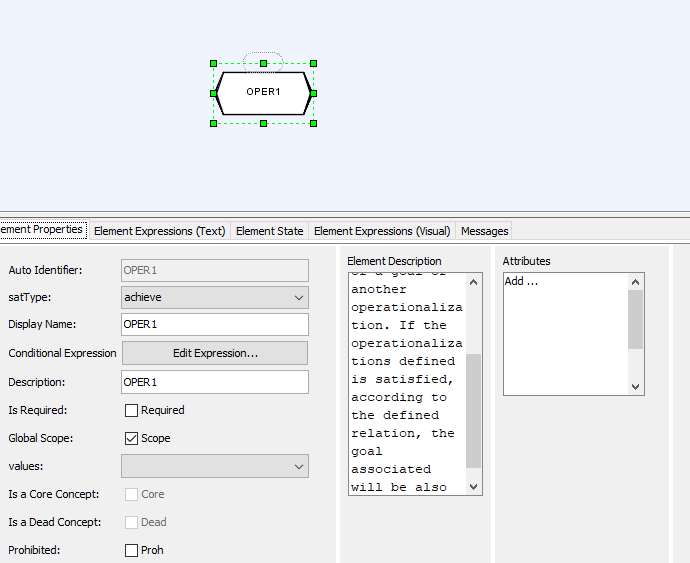 OPER1
ement Properties
Element Expressions (Text)
Element State
Element Expressions (Visual)
Messages
Auto Identifier:
OPER1
satType:
achieve
Display Name:
OPER1
Conditional Expression
Edit Expression...
Description:
OPER1
Is Required:
Required
Global Scope:
Scope
values:
Is a Core Concept:
Core
Is a Dead Concept:
Dead
Prohibited:
Proh
Element Description
or a goal or
another
operationaliza
tion. If the
operationaliza
tions defined
is satisfied,
according to
the defined
relation, the
goal
associated
will be also
Attributes
Add ...